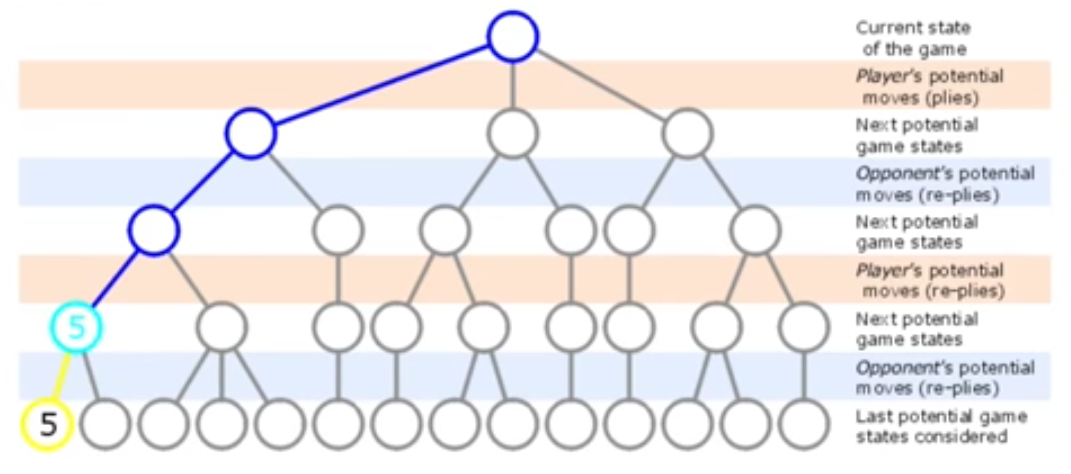 Current state
of the game
Player's potential
moves (plies)
Next potential
game states
Opponent's potential
moves (re-plies)
Next potential
game states
Player's potential
moves (re-plies)
5
Next potential
game states
Opponent's potential
moves (re-plies)
5
Last potential game
states considered